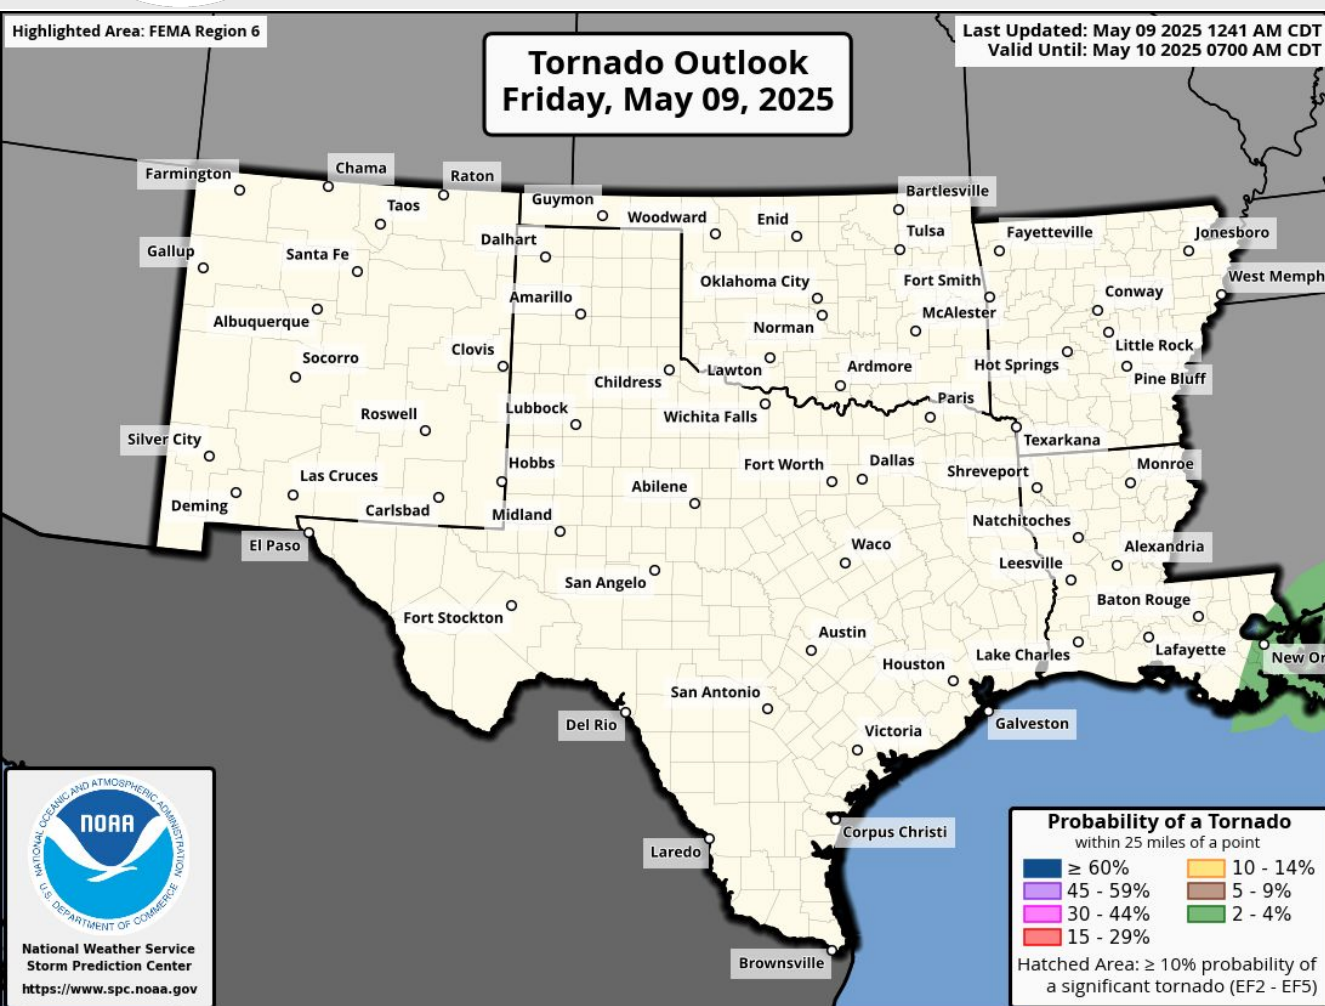 Highlighted Area: FEMA Region 6
Tornado Outlook
Friday, May 09, 2025
Last Updated: May 09 2025 1241 AM CDT
Valid Until: May 10 2025 0700 AM CDT
Farmington
Chama
Raton
Taos
Guymon
Woodward
Enid
Bartlesville
Tulsa
Fayetteville
Jonesboro
Gallup
Santa Fe
Dalhart
Oklahoma City
Fort Smith
Conway
West Memph
Albuquerque
Amarillo
Norman
McAlester
Little Rock
Socorro
Clovis
Childress
Lawton
Ardmore
Hot Springs
Pine Bluff
Roswell
Lubbock
Wichita Falls
Paris
Texarkana
Silver City
Las Cruces
Hobbs
Fort Worth
Dallas
Shreveport
Monroe
Deming
Carlsbad
Midland
Abilene
Natchitoches
El Paso
San Angelo
Waco
Leesville
Alexandria
Fort Stockton
Austin
Baton Rouge
Houston
Lake Charles
Lafayette
New Or
Del Rio
San Antonio
Galveston
Victoria
Laredo
Corpus Christi
Brownsville
NATIONAL OCEANIC AND ATMOSPHERIC ADMINISTRATION
NOAA
U.S. DEPARTMENT OF COMMERCE
National Weather Service
Storm Prediction Center
https://www.spc.noaa.gov
Probability of a Tornado
within 25 miles of a point
≥ 60%
10 - 14%
45 - 59%
5 - 9%
30 - 44%
2 - 4%
15 - 29%
Hatched Area: ≥ 10% probability of
a significant tornado (EF2 - EF5)